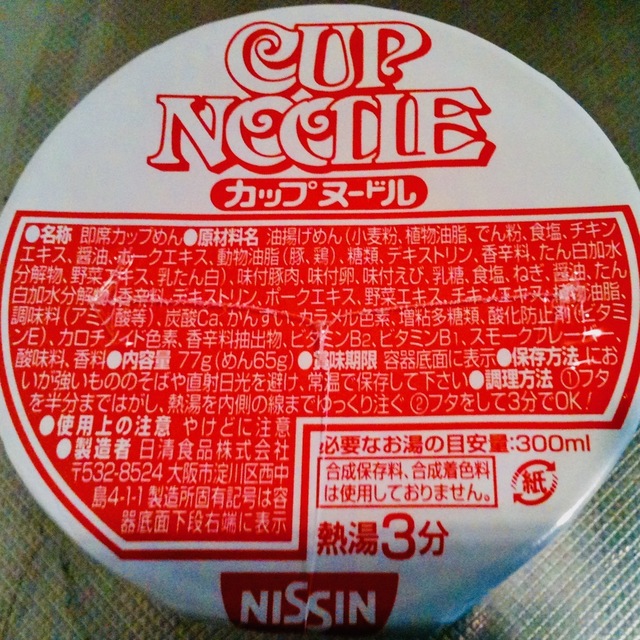 CUP
NOODLE
カップヌードル
●名称 即席カップめん●原材料名 油揚げめん(小麦粉、植物油脂、でん粉、食塩、チキン
エキス、醤油、ポークエキス、動物油脂(豚、鶏)、糖類、デキストリン、香辛料、たん白加水
分解物、野菜エキス、乳たん白)、味付豚肉、味付卵、味付えび、乳糖、食塩、ねぎ、醤油、たん
白加水分解物、香辛料、デキストリン、ポークエキス、野菜エキス、チキンエキス、植物油脂、
調味料(アミノ酸等)、炭酸Ca、かんすい、カラメル色素、増粘多糖類、酸化防止剤(ビタミ
ンE)、カロチノイド色素、香辛料抽出物、ビタミンB2、ビタミンB1、スモークフレーバー、
酸味料、香料●内容量 77g(めん65g)●賞味期限 容器底面に表示●保存方法 にお
いが強いもののそばや直射日光を避け、常温で保存して下さい●調理方法 ①フタ
を半分まではがし、熱湯を内側の線までゆっくり注ぐ ②フタをして3分でOK!
●使用上の注意 やけどに注意
●製造者 日清食品株式会社
〒532-8524 大阪市淀川区西中
島4-1-1 製造所固有記号は容
器底面下段右端に表示
必要なお湯の目安量:300ml
合成保存料、合成着色料
は使用しておりません。
紙
熱湯3分
NISSIN